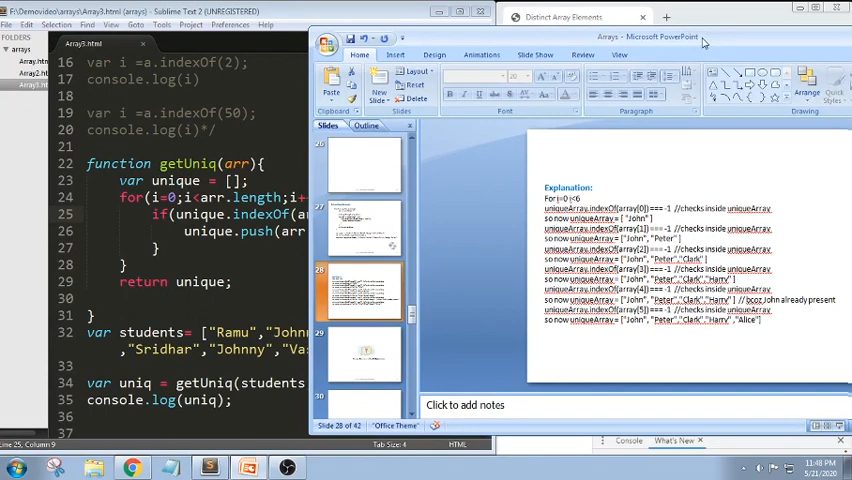 E:\Demovideo\arrays\Array3.html (arrays) - Sublime Text 2 (UNREGISTERED)
File Edit Selection Find View Goto Tools Project Preferences Help
arrays
Array3.html
Array2.ht
Array3.ht
16 var i =a.indexOf(2);
17 console.log(i)
18
19 var i =a.indexOf(50);
20 console.log(i)*/
21
22 function getUniq(arr){
23 var unique = [];
24 for(i=0;i<arr.length;i+
25 if(unique.indexOf(a
26 unique.push(arr
27 }
28 }
29 return unique;
30
31 }
32 var students= ["Ramu","John
,"Sridhar","Johnny","Va
33
34 var uniq = getUniq(students
35 console.log(uniq);
36
37
Line 25, Column 9
Tab Size: 4
HTML
Distinct Array Elements
Arrays - Microsoft PowerPoint
Home Insert Design Animations Slide Show Review View
Paste
Clipboard
New
Slide
Layout
Reset
Delete
Slides
20
Font
Paragraph
Arrange
Quick
Styles
Drawing
Slides Outline
26
27
28
29
30
Explanation:
For i=0 i<6
uniqueArray.indexOf(array[0])=== -1 //checks inside uniqueArray
so now uniqueArray = [ "John" ]
uniqueArray.indexOf(array[1])=== -1 //checks inside uniqueArray
so now uniqueArray = ["John", "Peter" ]
uniqueArray.indexOf(array[2])=== -1 //checks inside uniqueArray
so now uniqueArray = ["John", "Peter","Clark" ]
uniqueArray.indexOf(array[3])=== -1 //checks inside uniqueArray
so now uniqueArray = ["John", "Peter","Clark","Harry" ]
uniqueArray.indexOf(array[4])=== -1 //checks inside uniqueArray
so now uniqueArray = ["John", "Peter","Clark","Harry" ] // bcoz John already present
uniqueArray.indexOf(array[5])=== -1 //checks inside uniqueArray
so now uniqueArray = ["John", "Peter","Clark","Harry" ,"Alice"]
Click to add notes
Slide 28 of 42
"Office Theme"
Console What's New
11:48 PM
5/21/2020